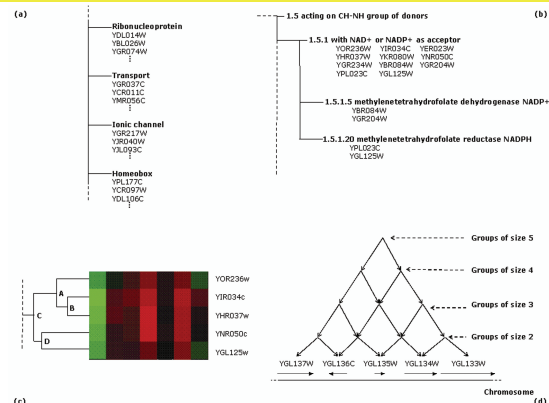 (a)
Ribonucleoprotein
YDL014W
YBL026W
YGR074W
Transport
YGR037C
YCR011C
YMR056C
Ionic channel
YGR217W
YJR040W
YJL093C
Homeobox
YPL177C
YCR097W
YDL106C
(b)
1.5 acting on CH-NH group of donors
1.5.1 with NAD+ or NADP+ as acceptor
YOR236W YIR034C YER023W
YHR037W YKR080W YNR050C
YGR234W YBR084W YGR204W
YPL023C YGL125W
1.5.1.5 methylenetetrahydrofolate dehydrogenase NADP+
YBR084W
YGR204W
1.5.1.20 methylenetetrahydrofolate reductase NADPH
YPL023C
YGL125W
A
B
C
D
YOR236w
YIR034c
YHR037w
YNR050c
YGL125w
(c)
Groups of size 5
Groups of size 4
Groups of size 3
Groups of size 2
YGL137W YGL136C YGL135W YGL134W YGL133W
Chromosome
(d)